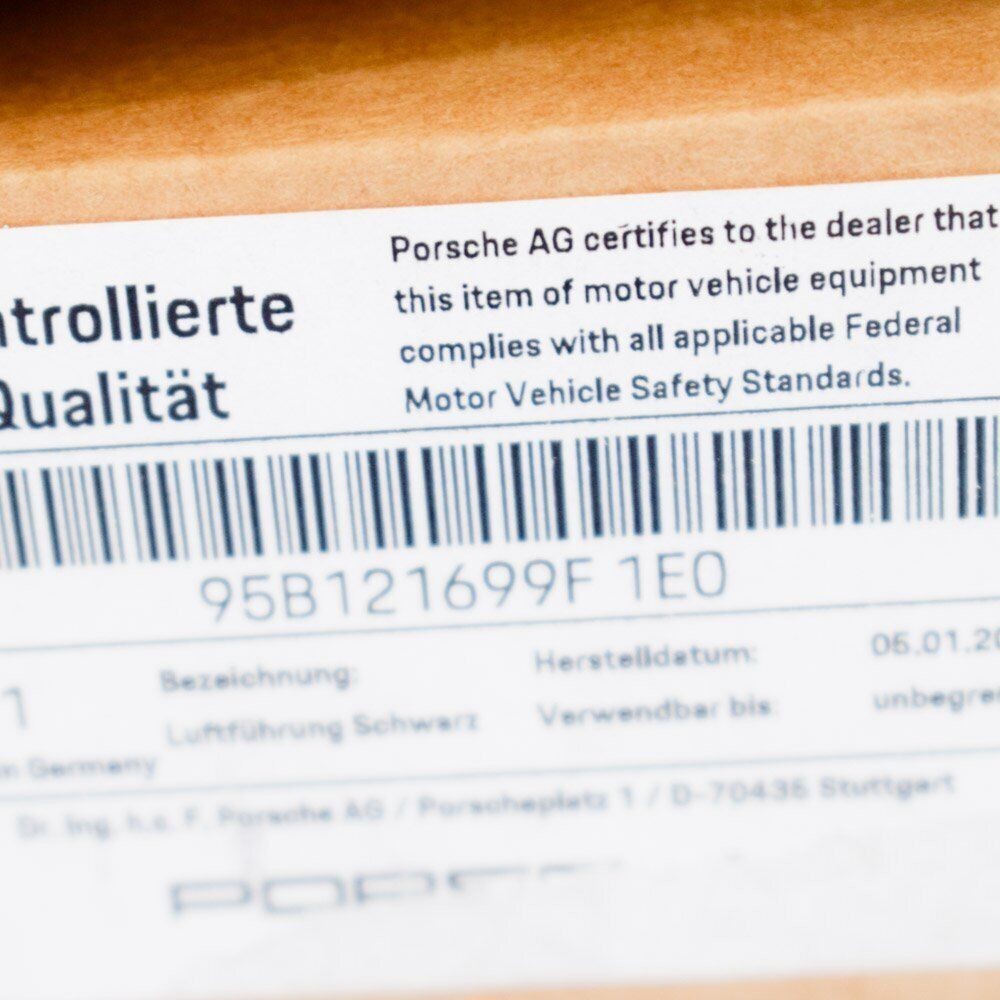 Porsche AG certifies to the dealer that
this item of motor vehicle equipment
complies with all applicable Federal
Motor Vehicle Safety Standards.
ntrollierte
Qualität
95B121699F 1E0
1
Bezeichnung:
Luftführung Schwarz
Herstelldatum:
Verwendbar bis:
unbegre
n Germany
Dr. Ing. h.c. F. Porsche AG / Porscheplatz 1 / D-70435 Stuttgart